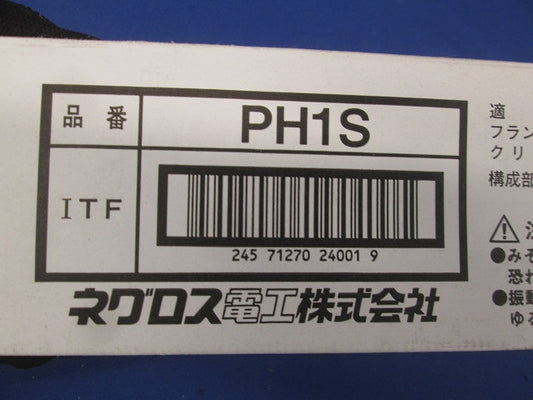 品番
PH1S
ITF
245 71270 24001 9
ネグロス電工株式会社
適
フラン
クリ
構成部
注
●みそ
恐れ
●振動
ゆる